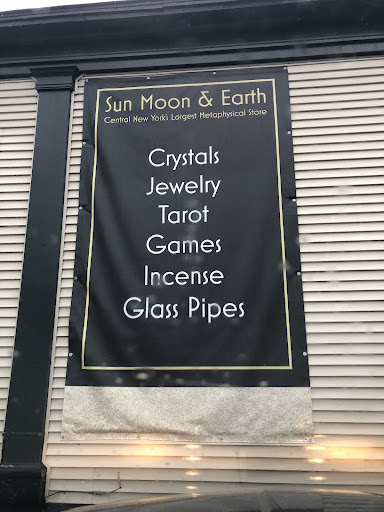 Sun Moon & Earth
Central New York's Largest Metaphysical Store
Crystals
Jewelry
Tarot
Games
Incense
Glass Pipes